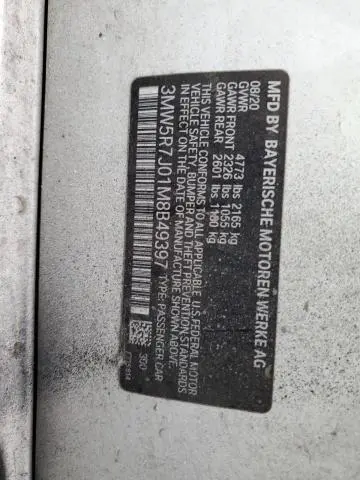 MFD BY BAYERISCHE MOTOREN WERKE AG
08/20
GVWR 4773 lbs 2165 kg
GAWR FRONT 2326 lbs 1055 kg
GAWR REAR 2601 lbs 1180 kg
THIS VEHICLE CONFORMS TO ALL APPLICABLE U.S. FEDERAL MOTOR
VEHICLE SAFETY, BUMPER, AND THEFT PREVENTION STANDARDS
IN EFFECT ON THE DATE OF MANUFACTURE SHOWN ABOVE.
3MW5R7J01M8B49397 TYPE: PASSENGER CAR
300